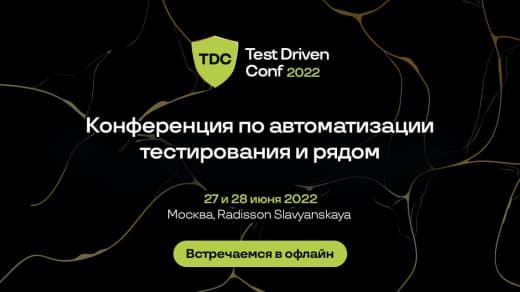 TDC
Test Driven
Conf 2022
Конференция по автоматизации
тестирования и рядом
27 и 28 июня 2022
Москва, Radisson Slavyanskaya
Встречаемся в офлайн